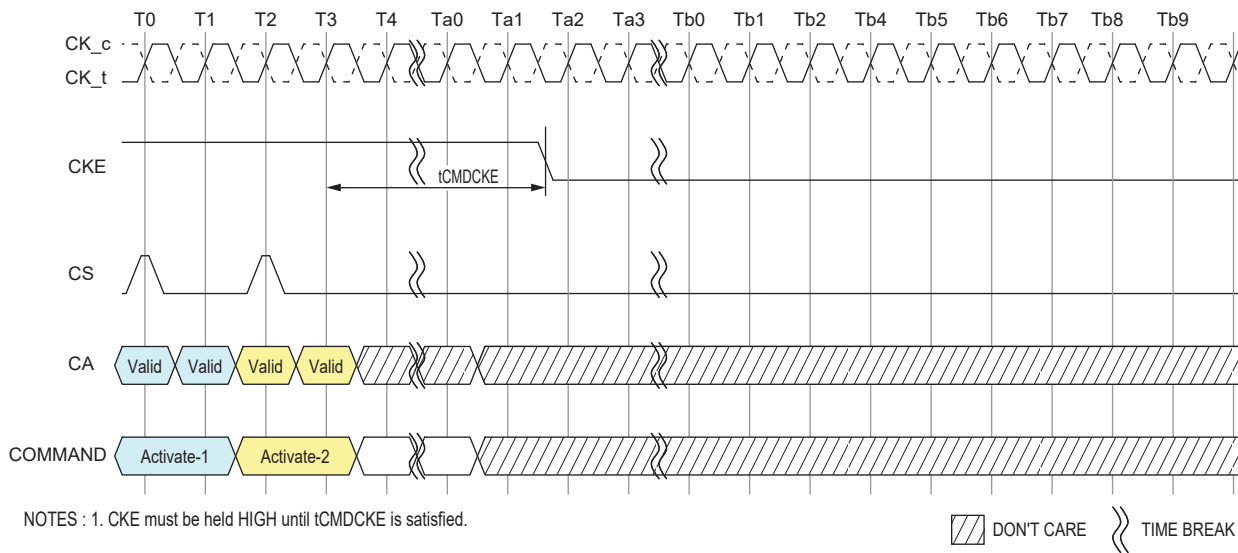 T0 T1 T2 T3 T4 Ta0 Ta1 Ta2 Ta3 Tb0 Tb1 Tb2 Tb4 Tb5 Tb6 Tb7 Tb8 Tb9
CK_c
CK_t
CKE
tCMDCKE
CS
CA Valid Valid Valid Valid
COMMAND Activate-1 Activate-2
NOTES : 1. CKE must be held HIGH until tCMDCKE is satisfied.
DON'T CARE TIME BREAK